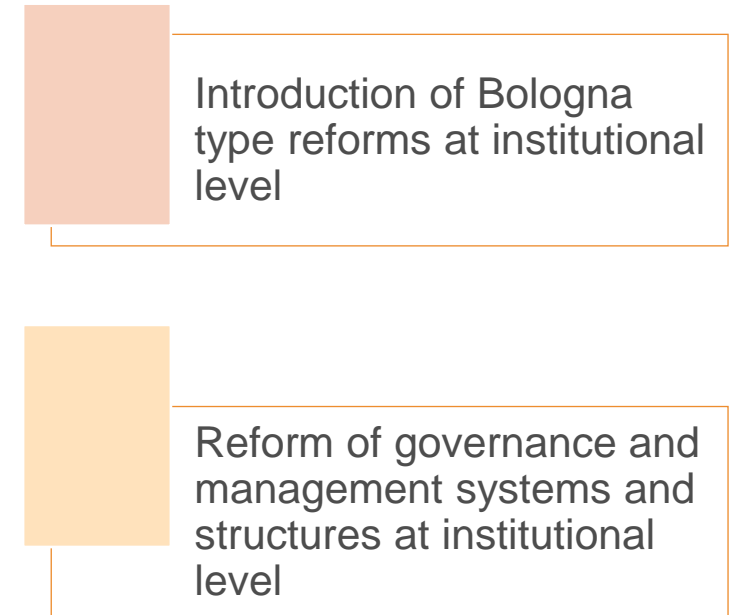 Introduction of Bologna
type reforms at institutional
level
Reform of governance and
management systems and
structures at institutional
level